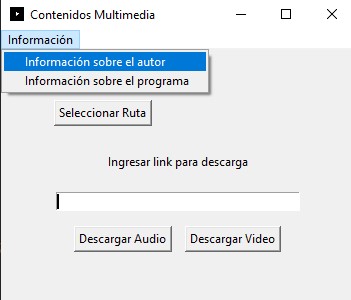 Contenidos Multimedia
Información
Información sobre el autor
Información sobre el programa
Seleccionar Ruta
Ingresar link para descarga
Descargar Audio Descargar Video